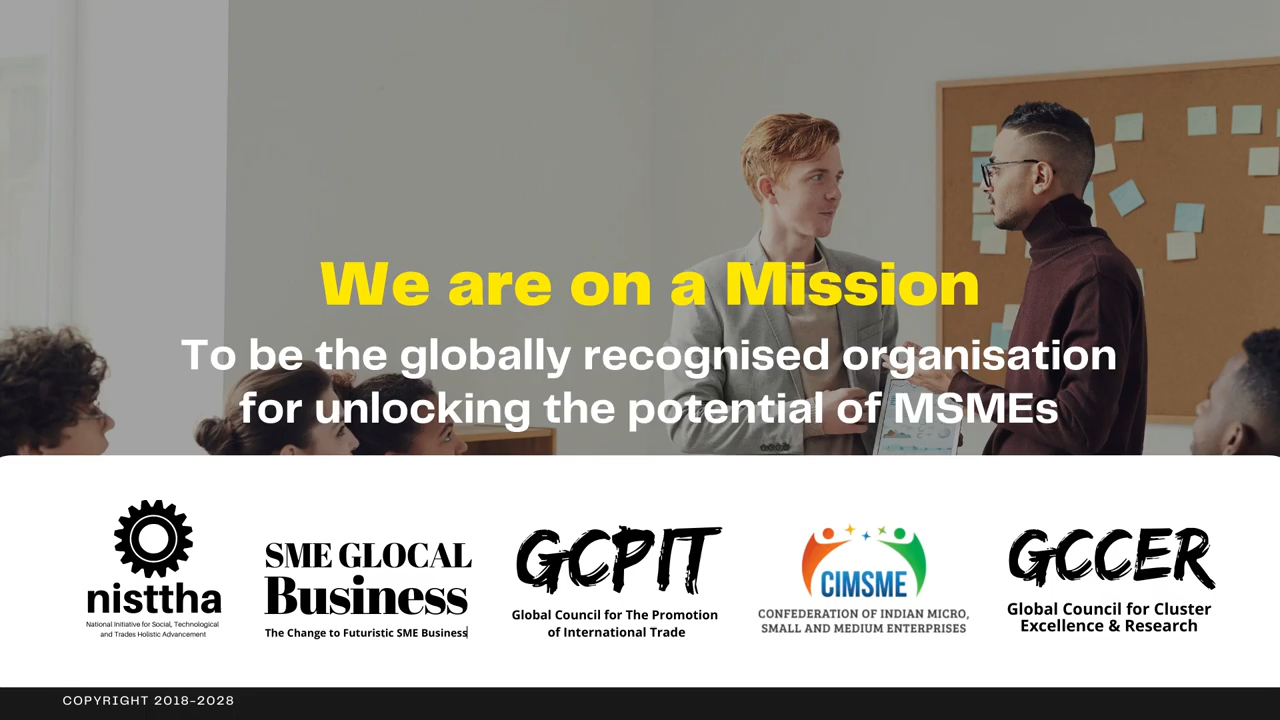 We are on a Mission
To be the globally recognised organisation
for unlocking the potential of MSMEs
nisttha
National Initiative for Social, Technological
and Trades Holistic Advancement
SME GLOCAL
Business
The Change to Futuristic SME Business
GCPIT
Global Council for The Promotion
of International Trade
CIMSME
CONFEDERATION OF INDIAN MICRO,
SMALL AND MEDIUM ENTERPRISES
GCCER
Global Council for Cluster
Excellence & Research
COPYRIGHT 2018-2028